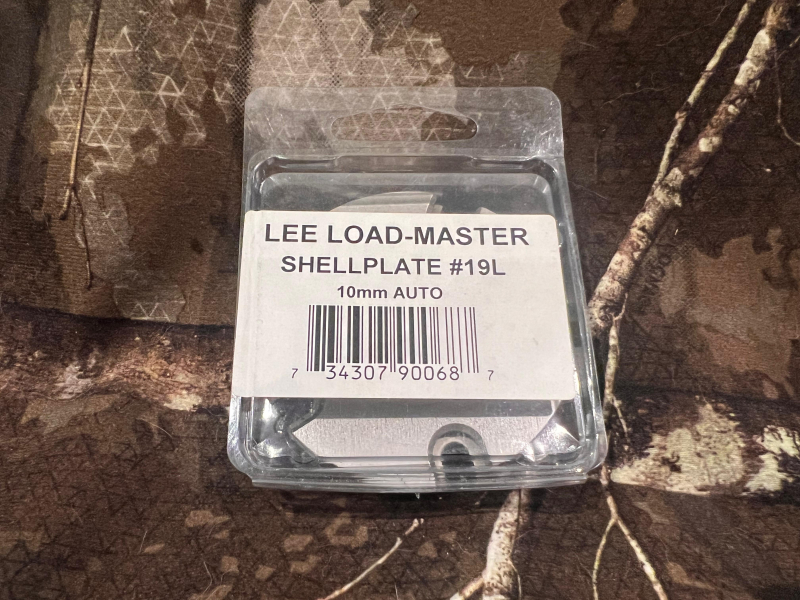 LEE LOAD-MASTER
SHELLPLATE #19L
10mm AUTO
7 34307 90068 7